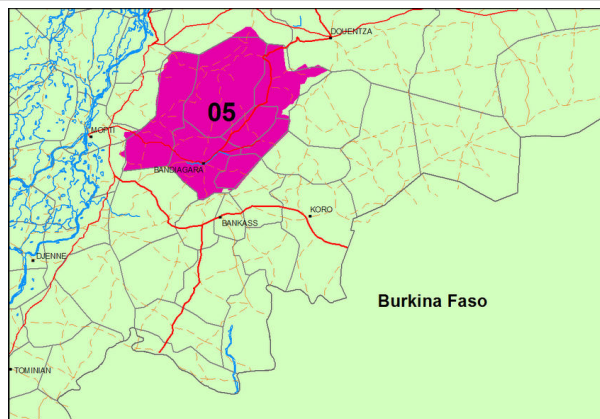 DOUENTZA
05
MOPTI
BANDIAGARA
KORO
BANKASS
DJENNE
Burkina Faso
TOMINIAN